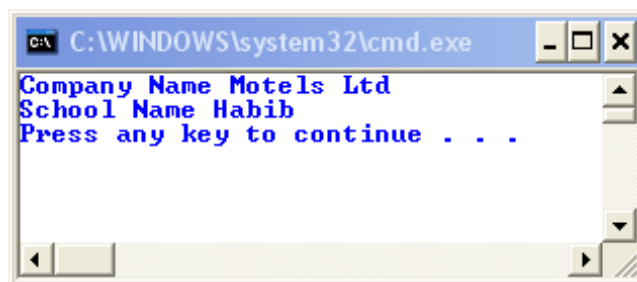 C:\WINDOWS\system32\cmd.exe
Company Name Motels Ltd
School Name Habib
Press any key to continue . . .